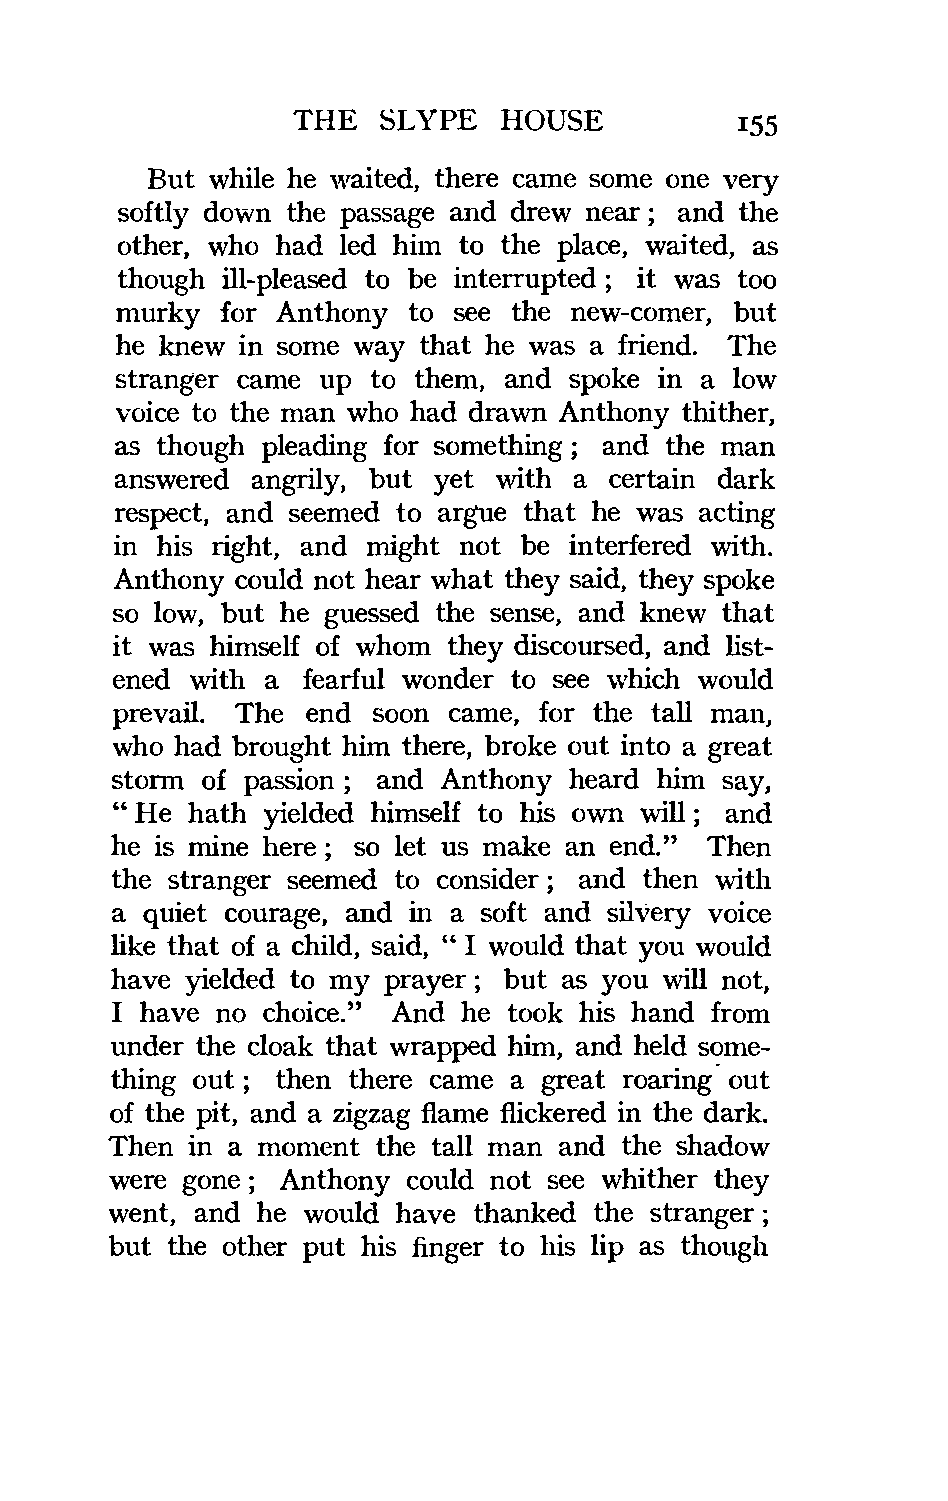 THE SLYPE HOUSE 155
But while he waited, there came some one very
softly down the passage and drew near ; and the
other, who had led him to the place, waited, as
though ill-pleased to be interrupted ; it was too
murky for Anthony to see the new-comer, but
he knew in some way that he was a friend. The
stranger came up to them, and spoke in a low
voice to the man who had drawn Anthony thither,
as though pleading for something ; and the man
answered angrily, but yet with a certain dark
respect, and seemed to argue that he was acting
in his right, and might not be interfered with.
Anthony could not hear what they said, they spoke
so low, but he guessed the sense, and knew that
it was himself of whom they discoursed, and list-
ened with a fearful wonder to see which would
prevail. The end soon came, for the tall man,
who had brought him there, broke out into a great
storm of passion ; and Anthony heard him say,
“ He hath yielded himself to his own will ; and
he is mine here ; so let us make an end.” Then
the stranger seemed to consider ; and then with
a quiet courage, and in a soft and silvery voice
like that of a child, said, “ I would that you would
have yielded to my prayer ; but as you will not,
I have no choice.” And he took his hand from
under the cloak that wrapped him, and held some-
thing out ; then there came a great roaring out
of the pit, and a zigzag flame flickered in the dark.
Then in a moment the tall man and the shadow
were gone ; Anthony could not see whither they
went, and he would have thanked the stranger ;
but the other put his finger to his lip as though